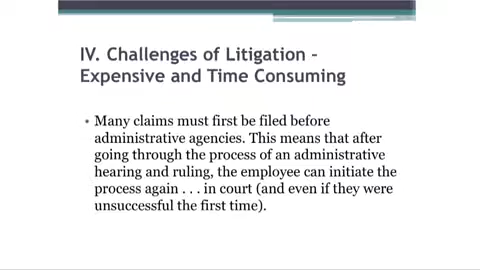 IV. Challenges of Litigation –
Expensive and Time Consuming
• Many claims must first be filed before
administrative agencies. This means that after
going through the process of an administrative
hearing and ruling, the employee can initiate the
process again . . . in court (and even if they were
unsuccessful the first time).